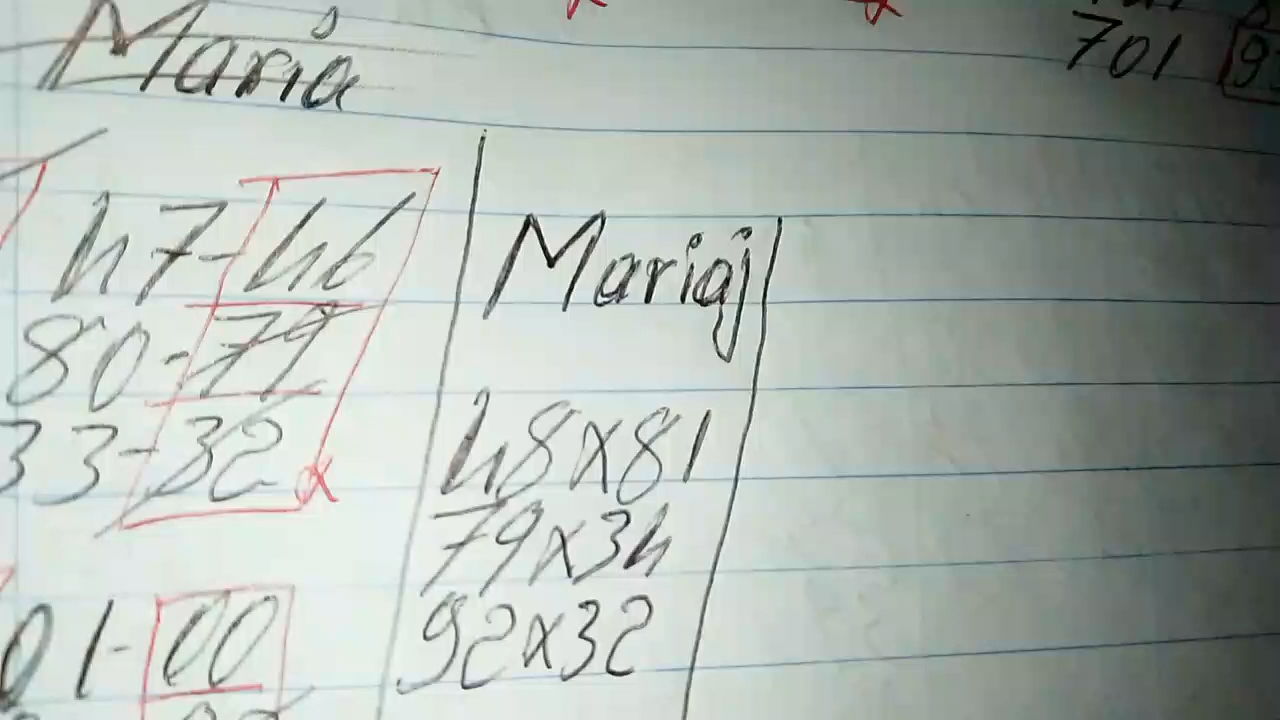 Maria
701
47-46
80-79
33-32
01-00
Mariaj
48x81
79x34
92x32